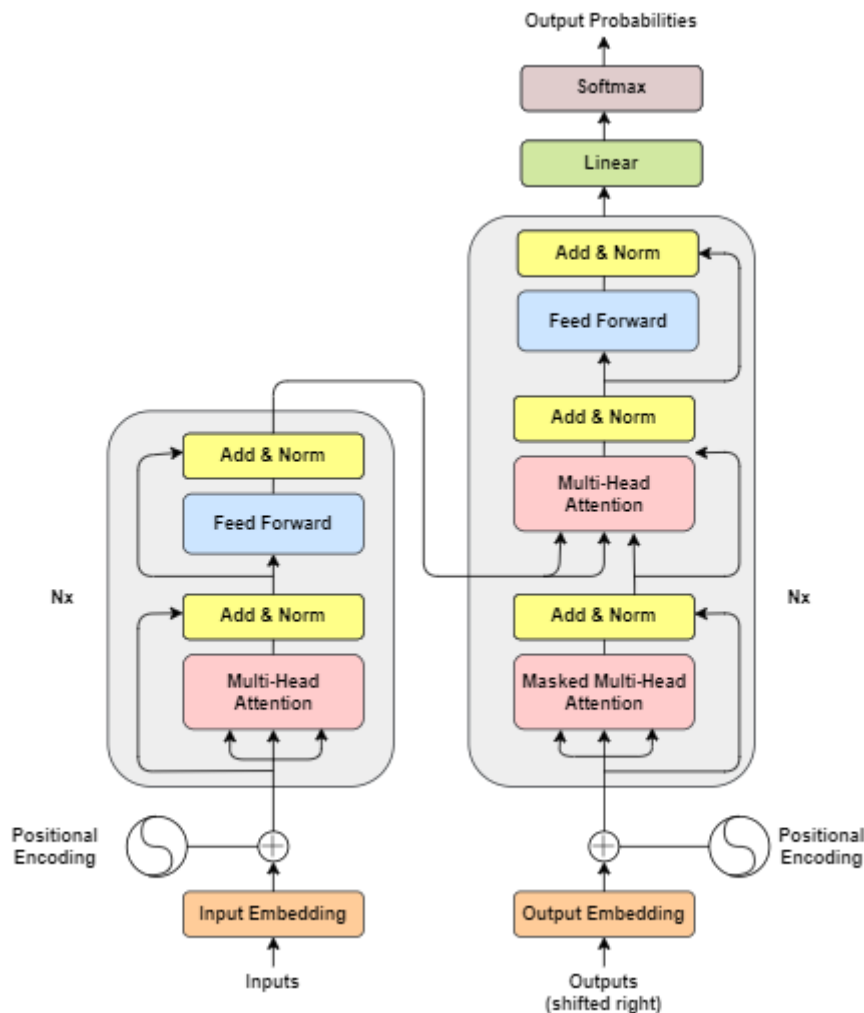 Output Probabilities
Softmax
Linear
Add & Norm
Feed Forward
Add & Norm
Multi-Head
Attention
Add & Norm
Masked Multi-Head
Attention
Nx
Add & Norm
Feed Forward
Add & Norm
Multi-Head
Attention
Nx
Positional
Encoding
Positional
Encoding
Input Embedding
Output Embedding
Inputs
Outputs
(shifted right)